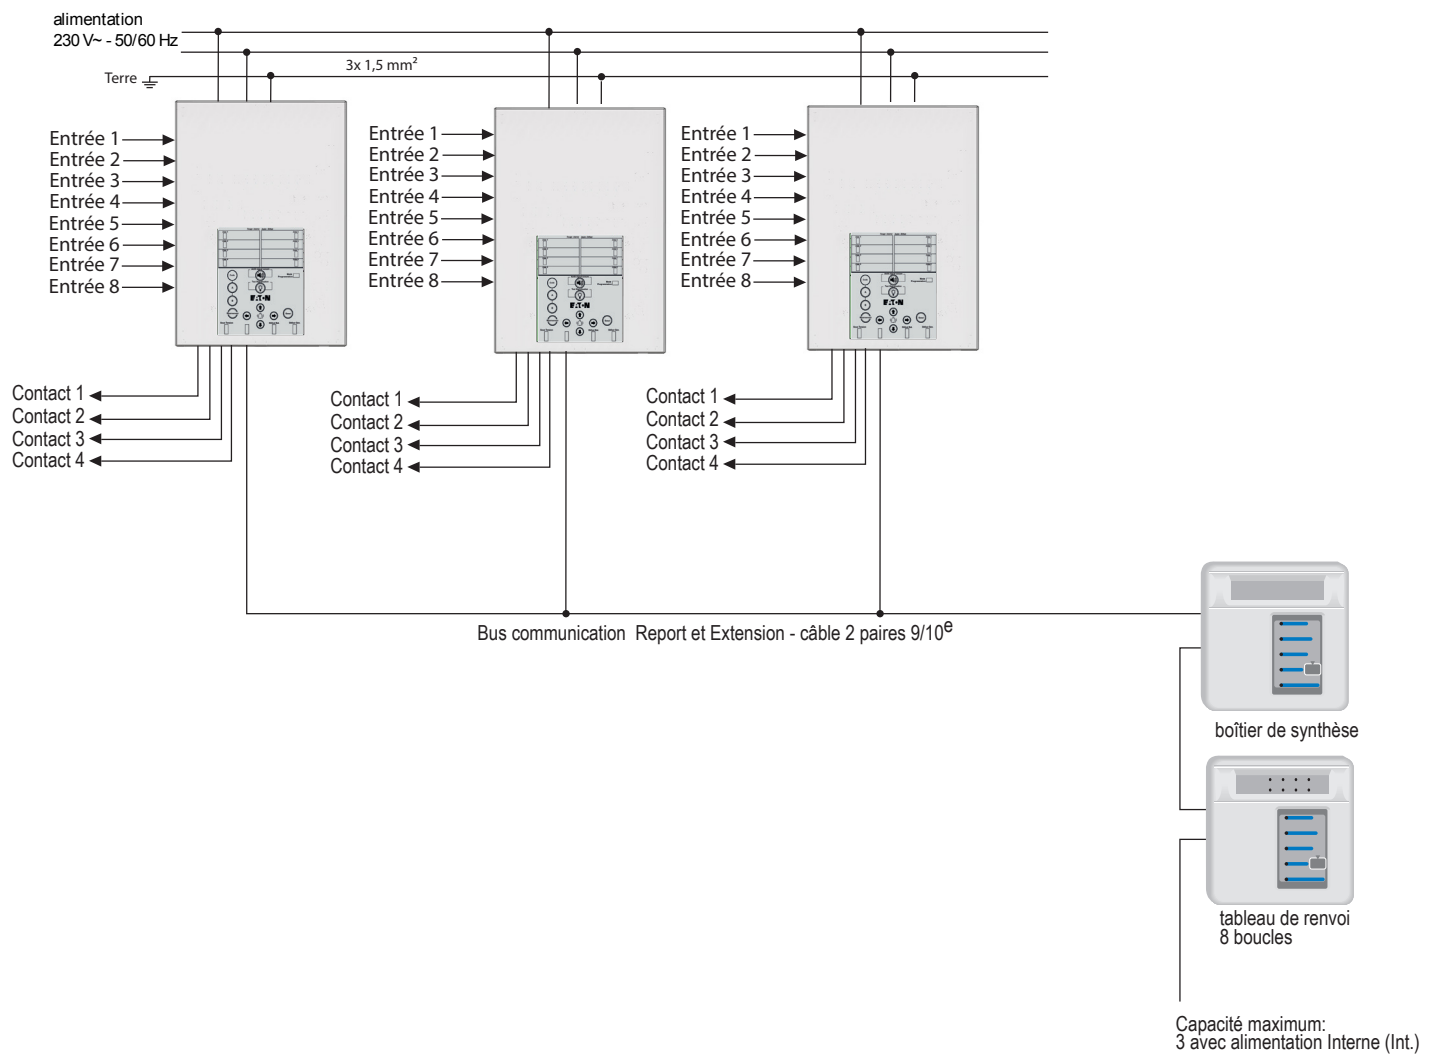 alimentation
230 V~ - 50/60 Hz
3x 1,5 mm²
Terre
Entrée 1
Entrée 2
Entrée 3
Entrée 4
Entrée 5
Entrée 6
Entrée 7
Entrée 8
Entrée 1
Entrée 2
Entrée 3
Entrée 4
Entrée 5
Entrée 6
Entrée 7
Entrée 8
Entrée 1
Entrée 2
Entrée 3
Entrée 4
Entrée 5
Entrée 6
Entrée 7
Entrée 8
EATON
EATON
EATON
Contact 1
Contact 2
Contact 3
Contact 4
Contact 1
Contact 2
Contact 3
Contact 4
Contact 1
Contact 2
Contact 3
Contact 4
Bus communication Report et Extension - câble 2 paires 9/10e
boîtier de synthèse
tableau de renvoi
8 boucles
Capacité maximum:
3 avec alimentation Interne (Int.)